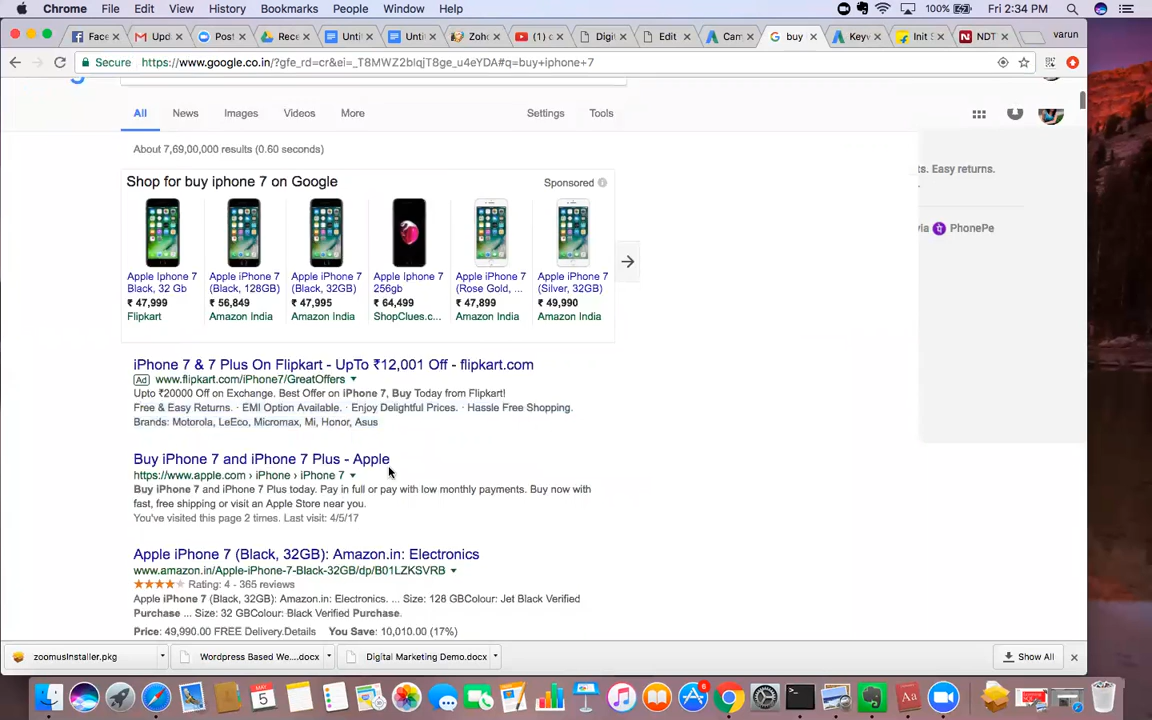 Chrome File Edit View History Bookmarks People Window Help 100% Fri 2:34 PM
Face Upd Post Rece Unti Unti Zoho (1) c Digit Edit Cam buy Keyw Init S NDT varun
Secure https://www.google.co.in/?gfe_rd=cr&ei=_T8MWZ2blqjT8ge_u4eYDA#q=buy+iphone+7
All News Images Videos More Settings Tools
About 7,69,00,000 results (0.60 seconds)
ts. Easy returns.
Shop for buy iphone 7 on Google Sponsored
via PhonePe
Apple Iphone 7 Apple iPhone 7 Apple iPhone 7 Apple Iphone 7 Apple iPhone 7 Apple iPhone 7
Black, 32 Gb (Black, 128GB) (Black, 32GB) 256gb (Rose Gold, ... (Silver, 32GB)
₹ 47,999 ₹ 56,849 ₹ 47,995 ₹ 64,499 ₹ 47,899 ₹ 49,990
Flipkart Amazon India Amazon India ShopClues.c... Amazon India Amazon India
iPhone 7 & 7 Plus On Flipkart - UpTo ₹12,001 Off - flipkart.com
Ad www.flipkart.com/iPhone7/GreatOffers
Upto ₹20000 Off on Exchange. Best Offer on iPhone 7, Buy Today from Flipkart!
Free & Easy Returns. · EMI Option Available. · Enjoy Delightful Prices. · Hassle Free Shopping.
Brands: Motorola, LeEco, Micromax, Mi, Honor, Asus
Buy iPhone 7 and iPhone 7 Plus - Apple
https://www.apple.com › iPhone › iPhone 7
Buy iPhone 7 and iPhone 7 Plus today. Pay in full or pay with low monthly payments. Buy now with
fast, free shipping or visit an Apple Store near you.
You've visited this page 2 times. Last visit: 4/5/17
Apple iPhone 7 (Black, 32GB): Amazon.in: Electronics
www.amazon.in/Apple-iPhone-7-Black-32GB/dp/B01LZKSVRB
Rating: 4 - 365 reviews
Apple iPhone 7 (Black, 32GB): Amazon.in: Electronics. ... Size: 128 GBColour: Jet Black Verified
Purchase ... Size: 32 GBColour: Black Verified Purchase.
Price: 49,990.00 FREE Delivery.Details You Save: 10,010.00 (17%)
zoomusInstaller.pkg Wordpress Based We....docx Digital Marketing Demo.docx Show All
MAY
5
6
Aa